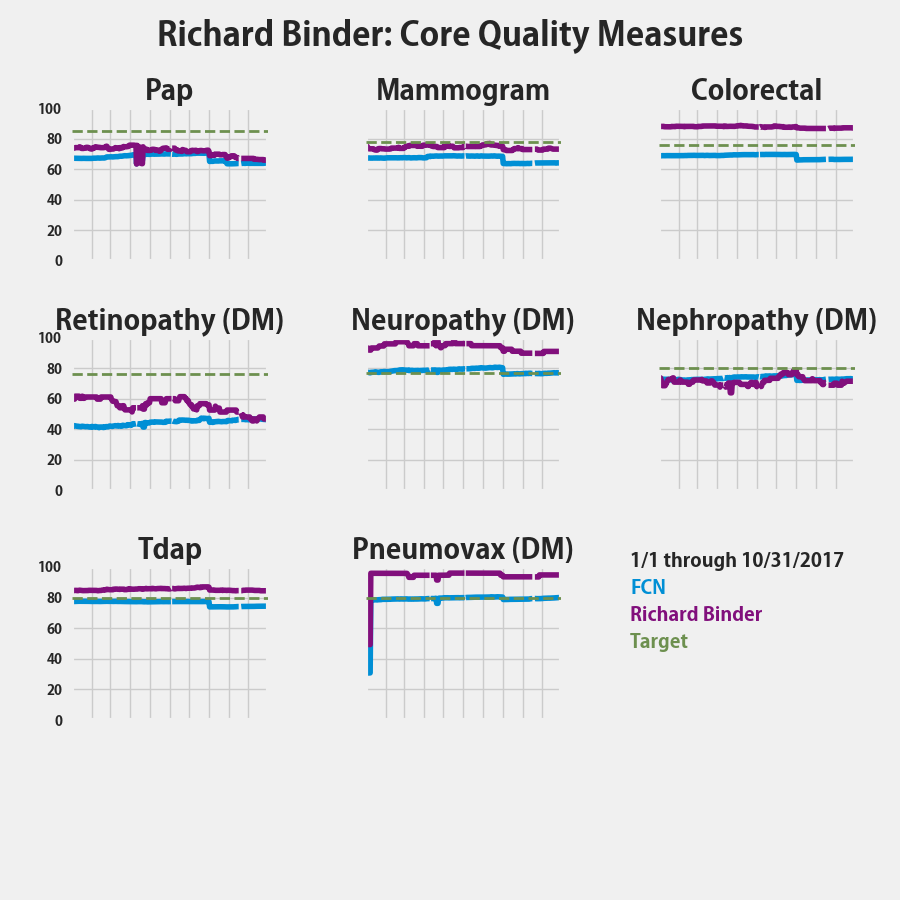 Richard Binder: Core Quality Measures
Pap
Mammogram
Colorectal
100
80
60
40
20
0
Retinopathy (DM)
Neuropathy (DM)
Nephropathy (DM)
100
80
60
40
20
0
Tdap
Pneumovax (DM)
100
80
60
40
20
0
1/1 through 10/31/2017
FCN
Richard Binder
Target